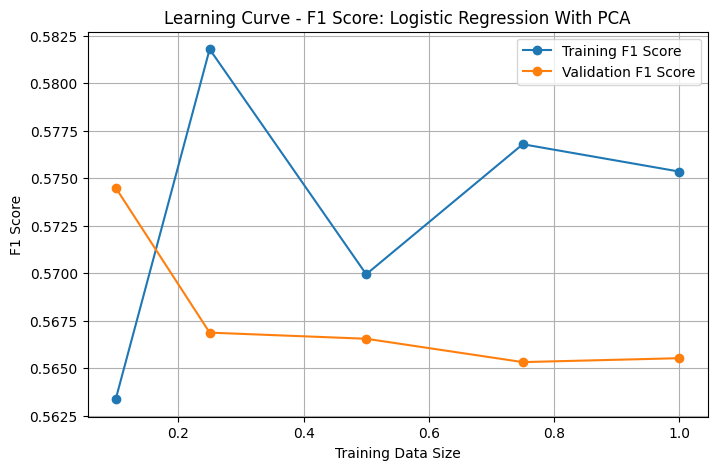 Learning Curve - F1 Score: Logistic Regression With PCA
0.5825
0.5800
0.5775
0.5750
0.5725
0.5700
0.5675
0.5650
0.5625
F1 Score
Training F1 Score
Validation F1 Score
0.2 0.4 0.6 0.8 1.0
Training Data Size